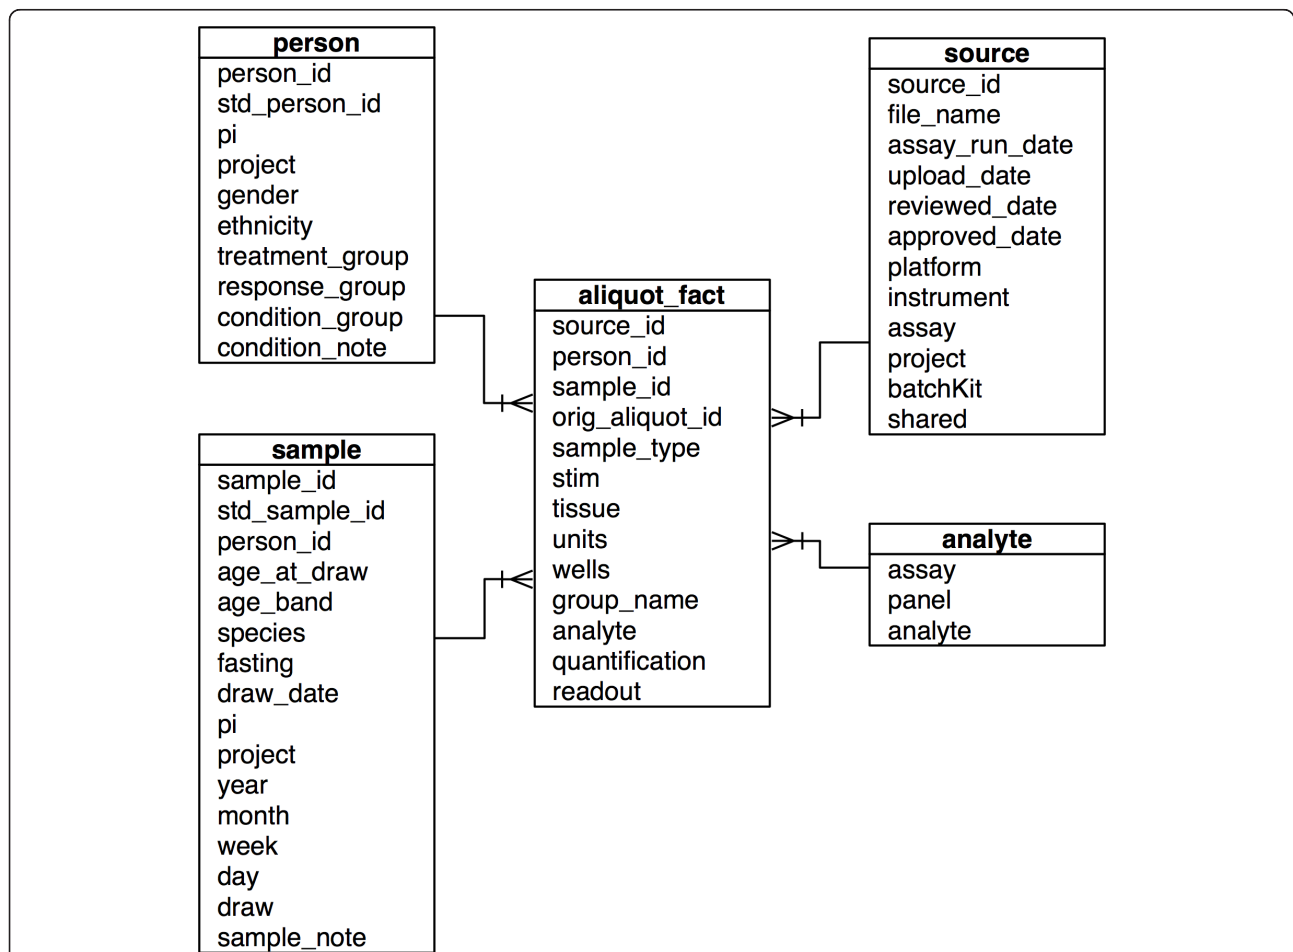 person
person_id
std_person_id
pi
project
gender
ethnicity
treatment_group
response_group
condition_group
condition_note
sample
sample_id
std_sample_id
person_id
age_at_draw
age_band
species
fasting
draw_date
pi
project
year
month
week
day
draw
sample_note
aliquot_fact
source_id
person_id
sample_id
orig_aliquot_id
sample_type
stim
tissue
units
wells
group_name
analyte
quantification
readout
source
source_id
file_name
assay_run_date
upload_date
reviewed_date
approved_date
platform
instrument
assay
project
batchKit
shared
analyte
assay
panel
analyte